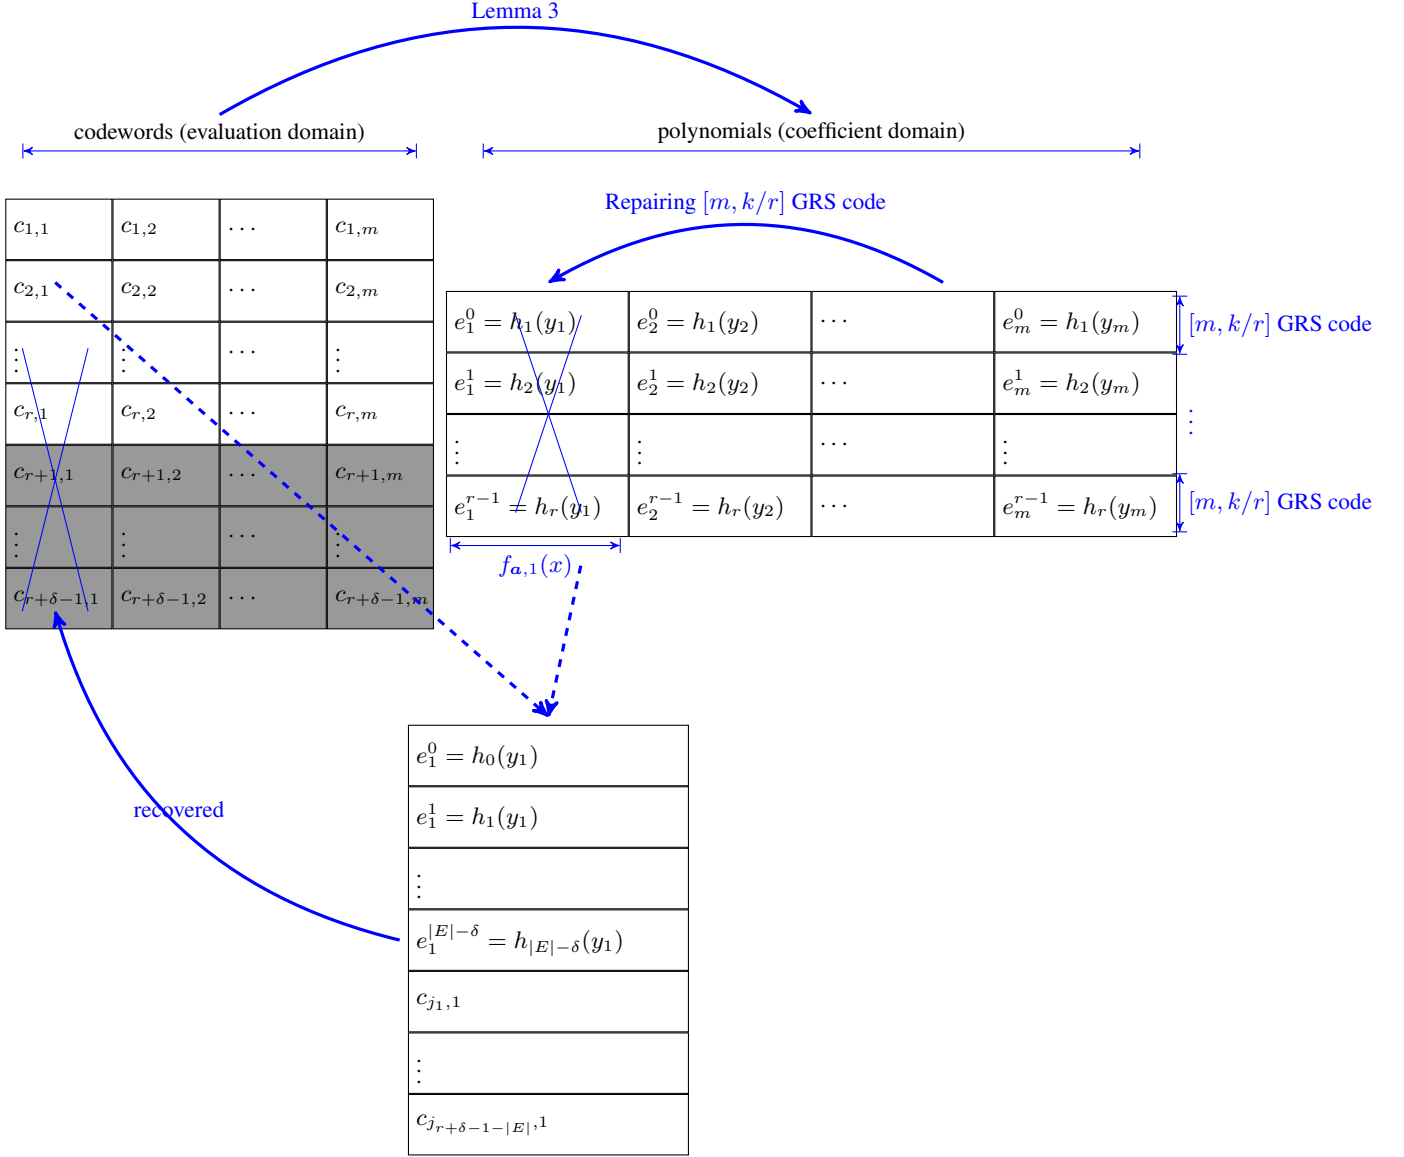 Lemma 3
codewords (evaluation domain) polynomials (coefficient domain)
Repairing [m, k/r] GRS code
c_{1,1} c_{1,2} ⋯ c_{1,m}
c_{2,1} c_{2,2} ⋯ c_{2,m}
⋮ ⋮ ⋯ ⋮
c_{r,1} c_{r,2} ⋯ c_{r,m}
c_{r+1,1} c_{r+1,2} ⋯ c_{r+1,m}
⋮ ⋮ ⋯ ⋮
c_{r+δ−1,1} c_{r+δ−1,2} ⋯ c_{r+δ−1,m}
e_1^0 = h_1(y_1) e_2^0 = h_1(y_2) ⋯ e_m^0 = h_1(y_m) [m, k/r] GRS code
e_1^1 = h_2(y_1) e_2^1 = h_2(y_2) ⋯ e_m^1 = h_2(y_m)
⋮ ⋮ ⋯ ⋮ ⋮
e_1^{r−1} = h_r(y_1) e_2^{r−1} = h_r(y_2) ⋯ e_m^{r−1} = h_r(y_m) [m, k/r] GRS code
f_{a,1}(x)
e_1^0 = h_0(y_1)
e_1^1 = h_1(y_1)
⋮
e_1^{|E|−δ} = h_{|E|−δ}(y_1)
c_{j_1,1}
⋮
c_{j_{r+δ−1−|E|},1}
recovered